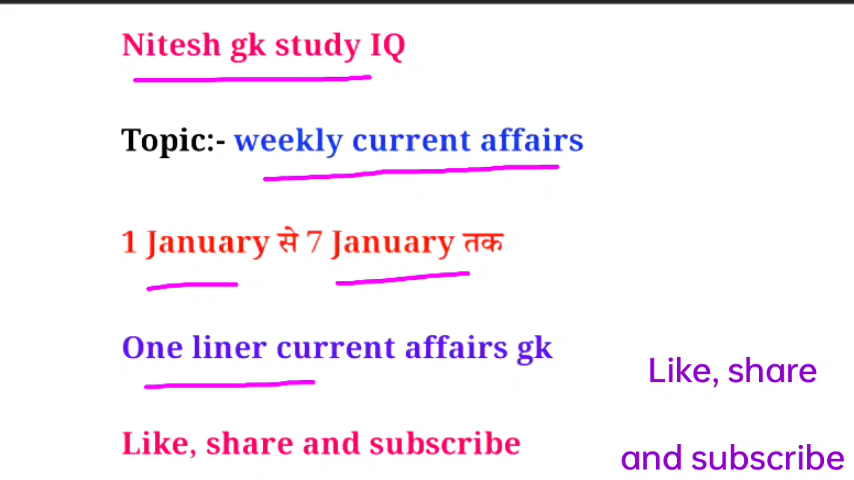 Nitesh gk study IQ
Topic:- weekly current affairs
1 January से 7 January तक
One liner current affairs gk
Like, share and subscribe
Like, share
and subscribe